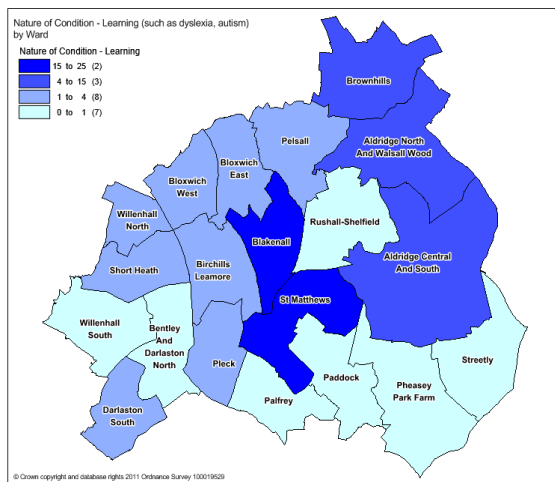 Nature of Condition - Learning (such as dyslexia, autism)
by Ward
Nature of Condition - Learning
15 to 25 (2)
4 to 15 (3)
1 to 4 (8)
0 to 1 (7)
Brownhills
Pelsall
Aldridge North
And Walsall Wood
Bloxwich
East
Bloxwich
West
Willenhall
North
Rushall-Shelfield
Blakenall
Short Heath
Birchills
Leamore
Aldridge Central
And South
St Matthews
Willenhall
South
Bentley
And
Darlaston
North
Streetly
Pleck
Paddock
Pheasey
Park Farm
Palfrey
Darlaston
South
© Crown copyright and database rights 2011 Ordnance Survey 100019529